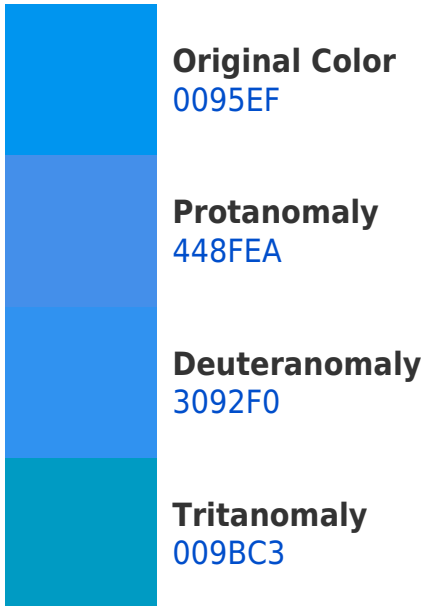 Original Color
0095EF
Protanomaly
448FEA
Deuteranomaly
3092F0
Tritanomaly
009BC3